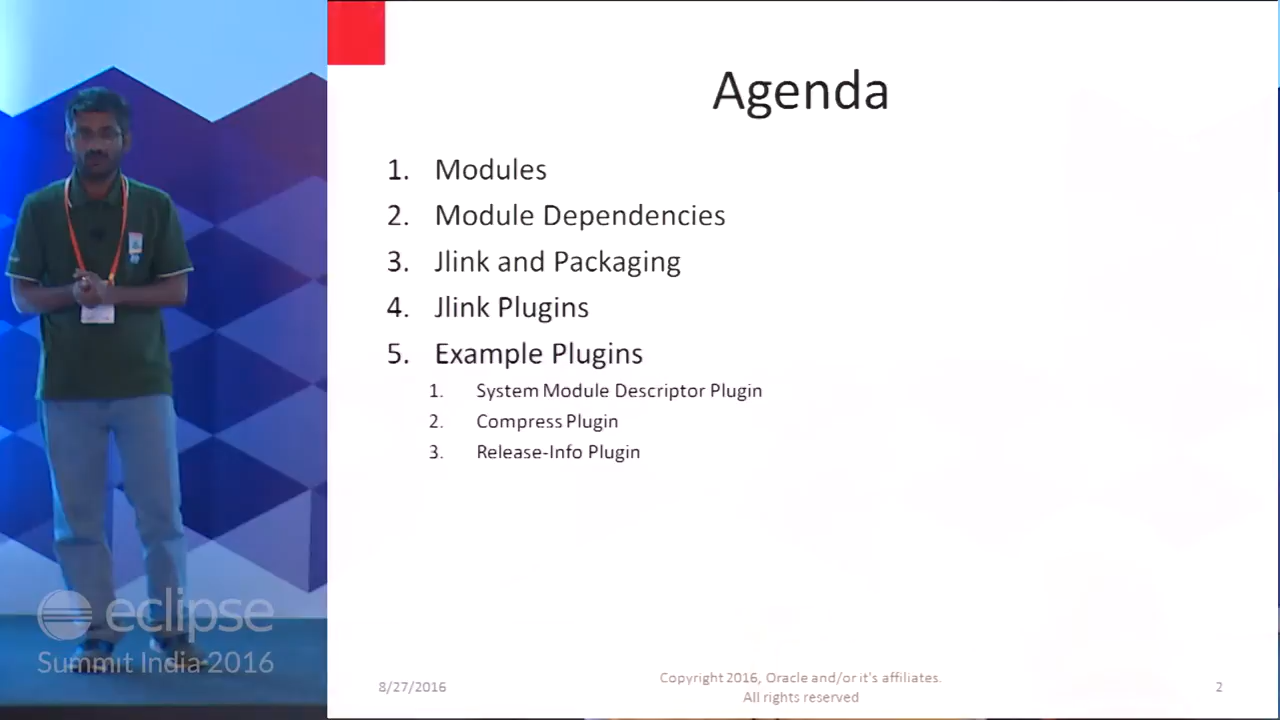 Agenda
1. Modules
2. Module Dependencies
3. Jlink and Packaging
4. Jlink Plugins
5. Example Plugins
1. System Module Descriptor Plugin
2. Compress Plugin
3. Release-Info Plugin
eclipse
Summit India 2016
8/27/2016
Copyright 2016, Oracle and/or it's affiliates.
All rights reserved
2